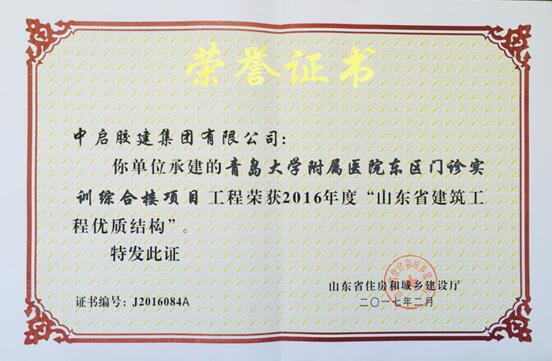 荣誉证书
中启胶建集团有限公司：
你单位承建的青岛大学附属医院东区门诊实
训综合楼项目工程荣获2016年度“山东省建筑工
程优质结构”。
特发此证
山东省住房和城乡建设厅
证书编号：J2016084A
二〇一七年二月